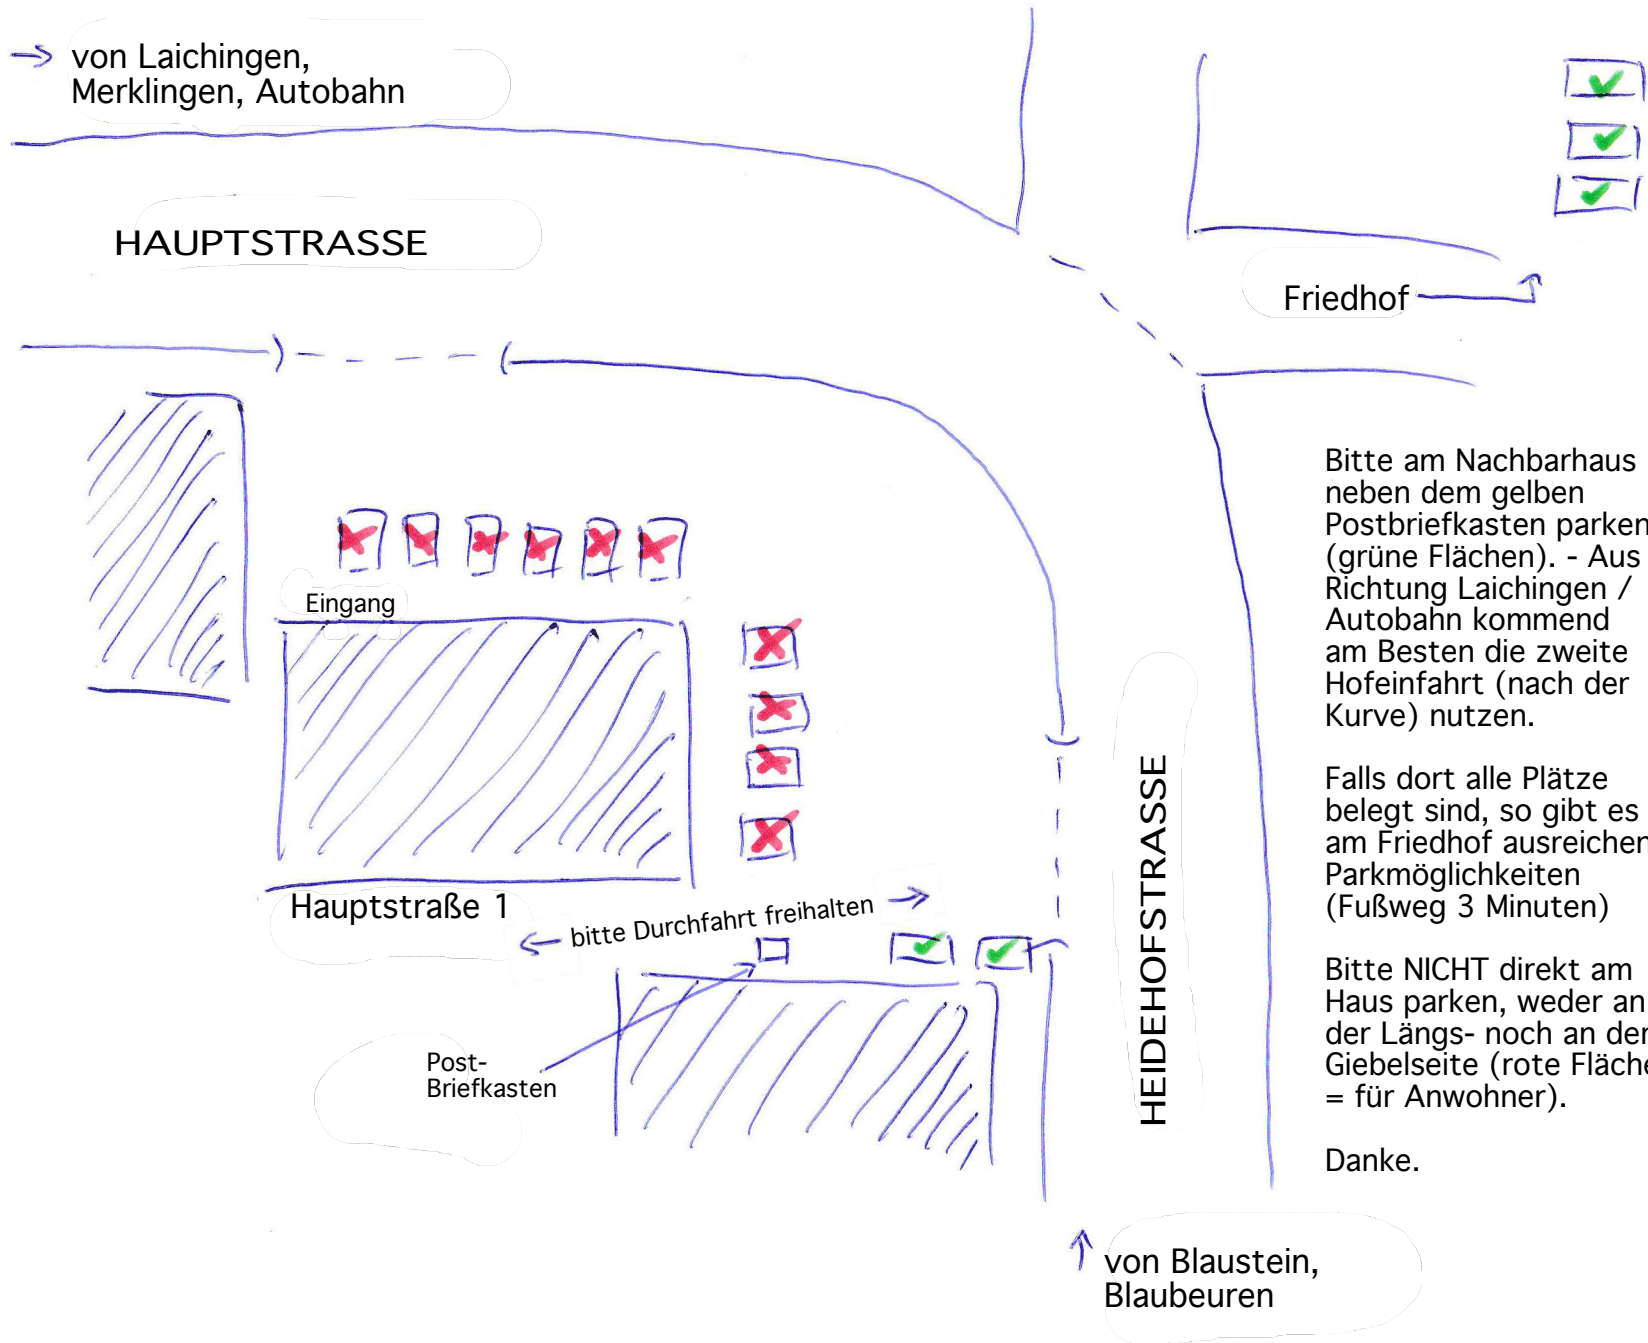 von Laichingen,
Merklingen, Autobahn
HAUPTSTRASSE
Friedhof
Eingang
Hauptstraße 1
bitte Durchfahrt freihalten
Post-
Briefkasten
HEIDEHOFSTRASSE
von Blaustein,
Blaubeuren
Bitte am Nachbarhaus
neben dem gelben
Postbriefkasten parken
(grüne Flächen). - Aus
Richtung Laichingen /
Autobahn kommend
am Besten die zweite
Hofeinfahrt (nach der
Kurve) nutzen.
Falls dort alle Plätze
belegt sind, so gibt es
am Friedhof ausreichen
Parkmöglichkeiten
(Fußweg 3 Minuten)
Bitte NICHT direkt am
Haus parken, weder an
der Längs- noch an der
Giebelseite (rote Fläche
= für Anwohner).
Danke.